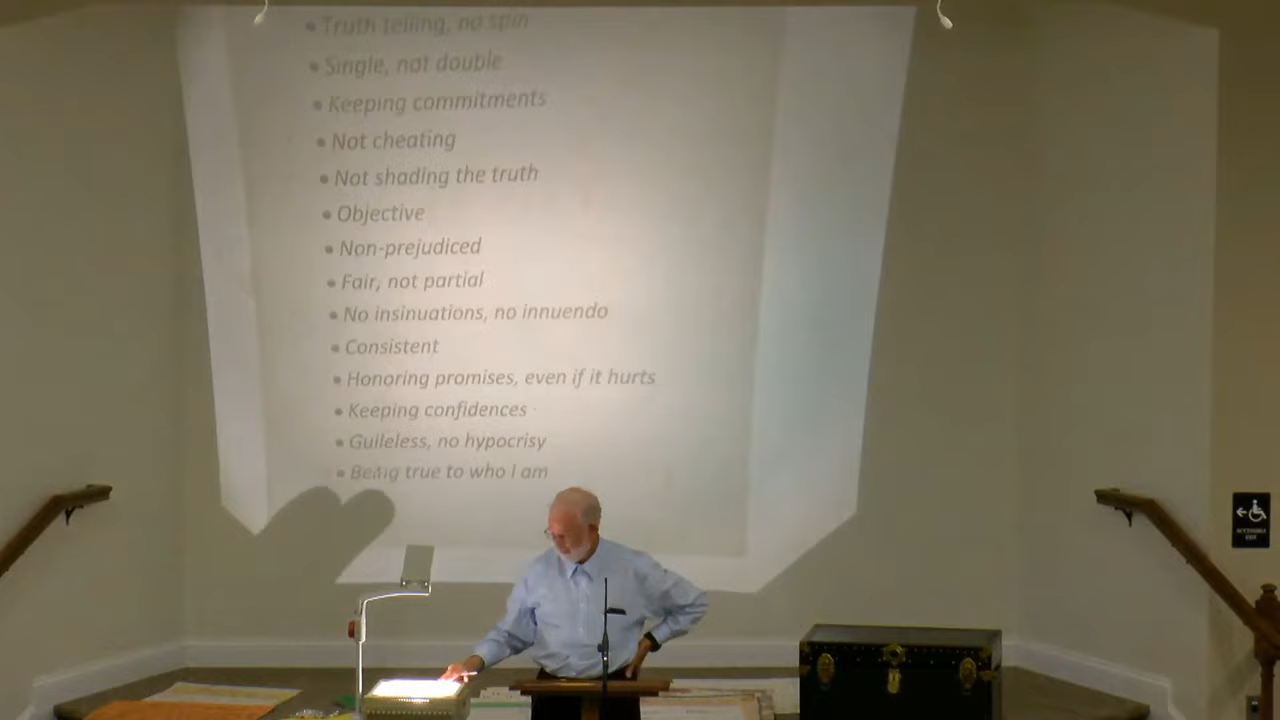 • Truth telling, no spin
• Single, not double
• Keeping commitments
• Not cheating
• Not shading the truth
• Objective
• Non-prejudiced
• Fair, not partial
• No insinuations, no innuendo
• Consistent
• Honoring promises, even if it hurts
• Keeping confidences
• Guileless, no hypocrisy
• Being true to who I am